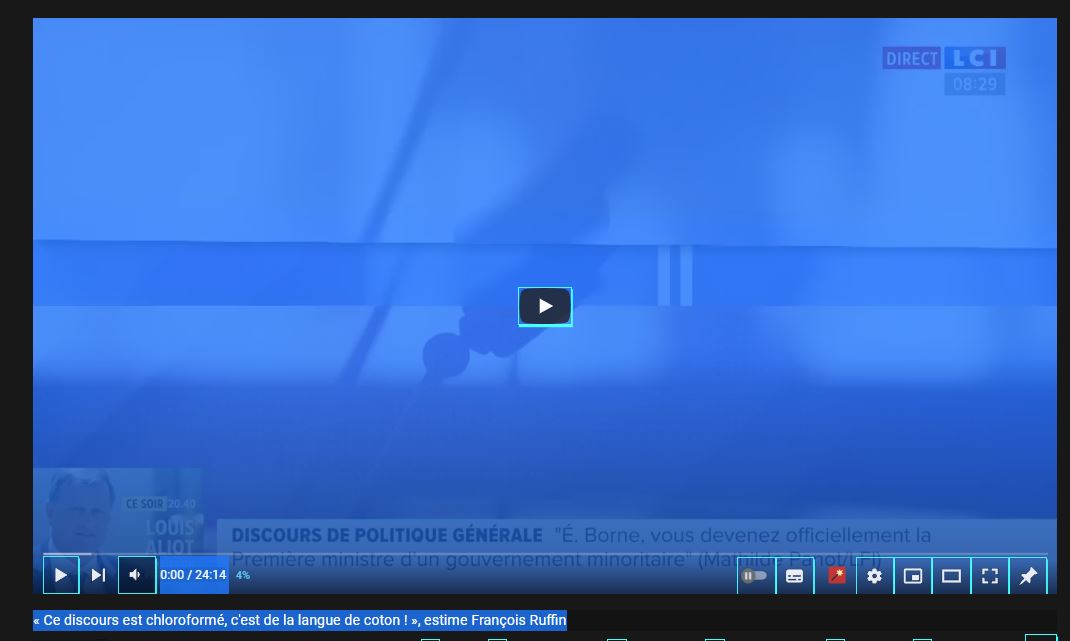 DIRECT LCI
08:29
CE SOIR 20.40
LOUIS
ALIOT
DISCOURS DE POLITIQUE GÉNÉRALE "É. Borne, vous devenez officiellement la
Première ministre d'un gouvernement minoritaire" (Mathilde Panot/LFI)
0:00 / 24:14 4%
« Ce discours est chloroformé, c'est de la langue de coton ! », estime François Ruffin